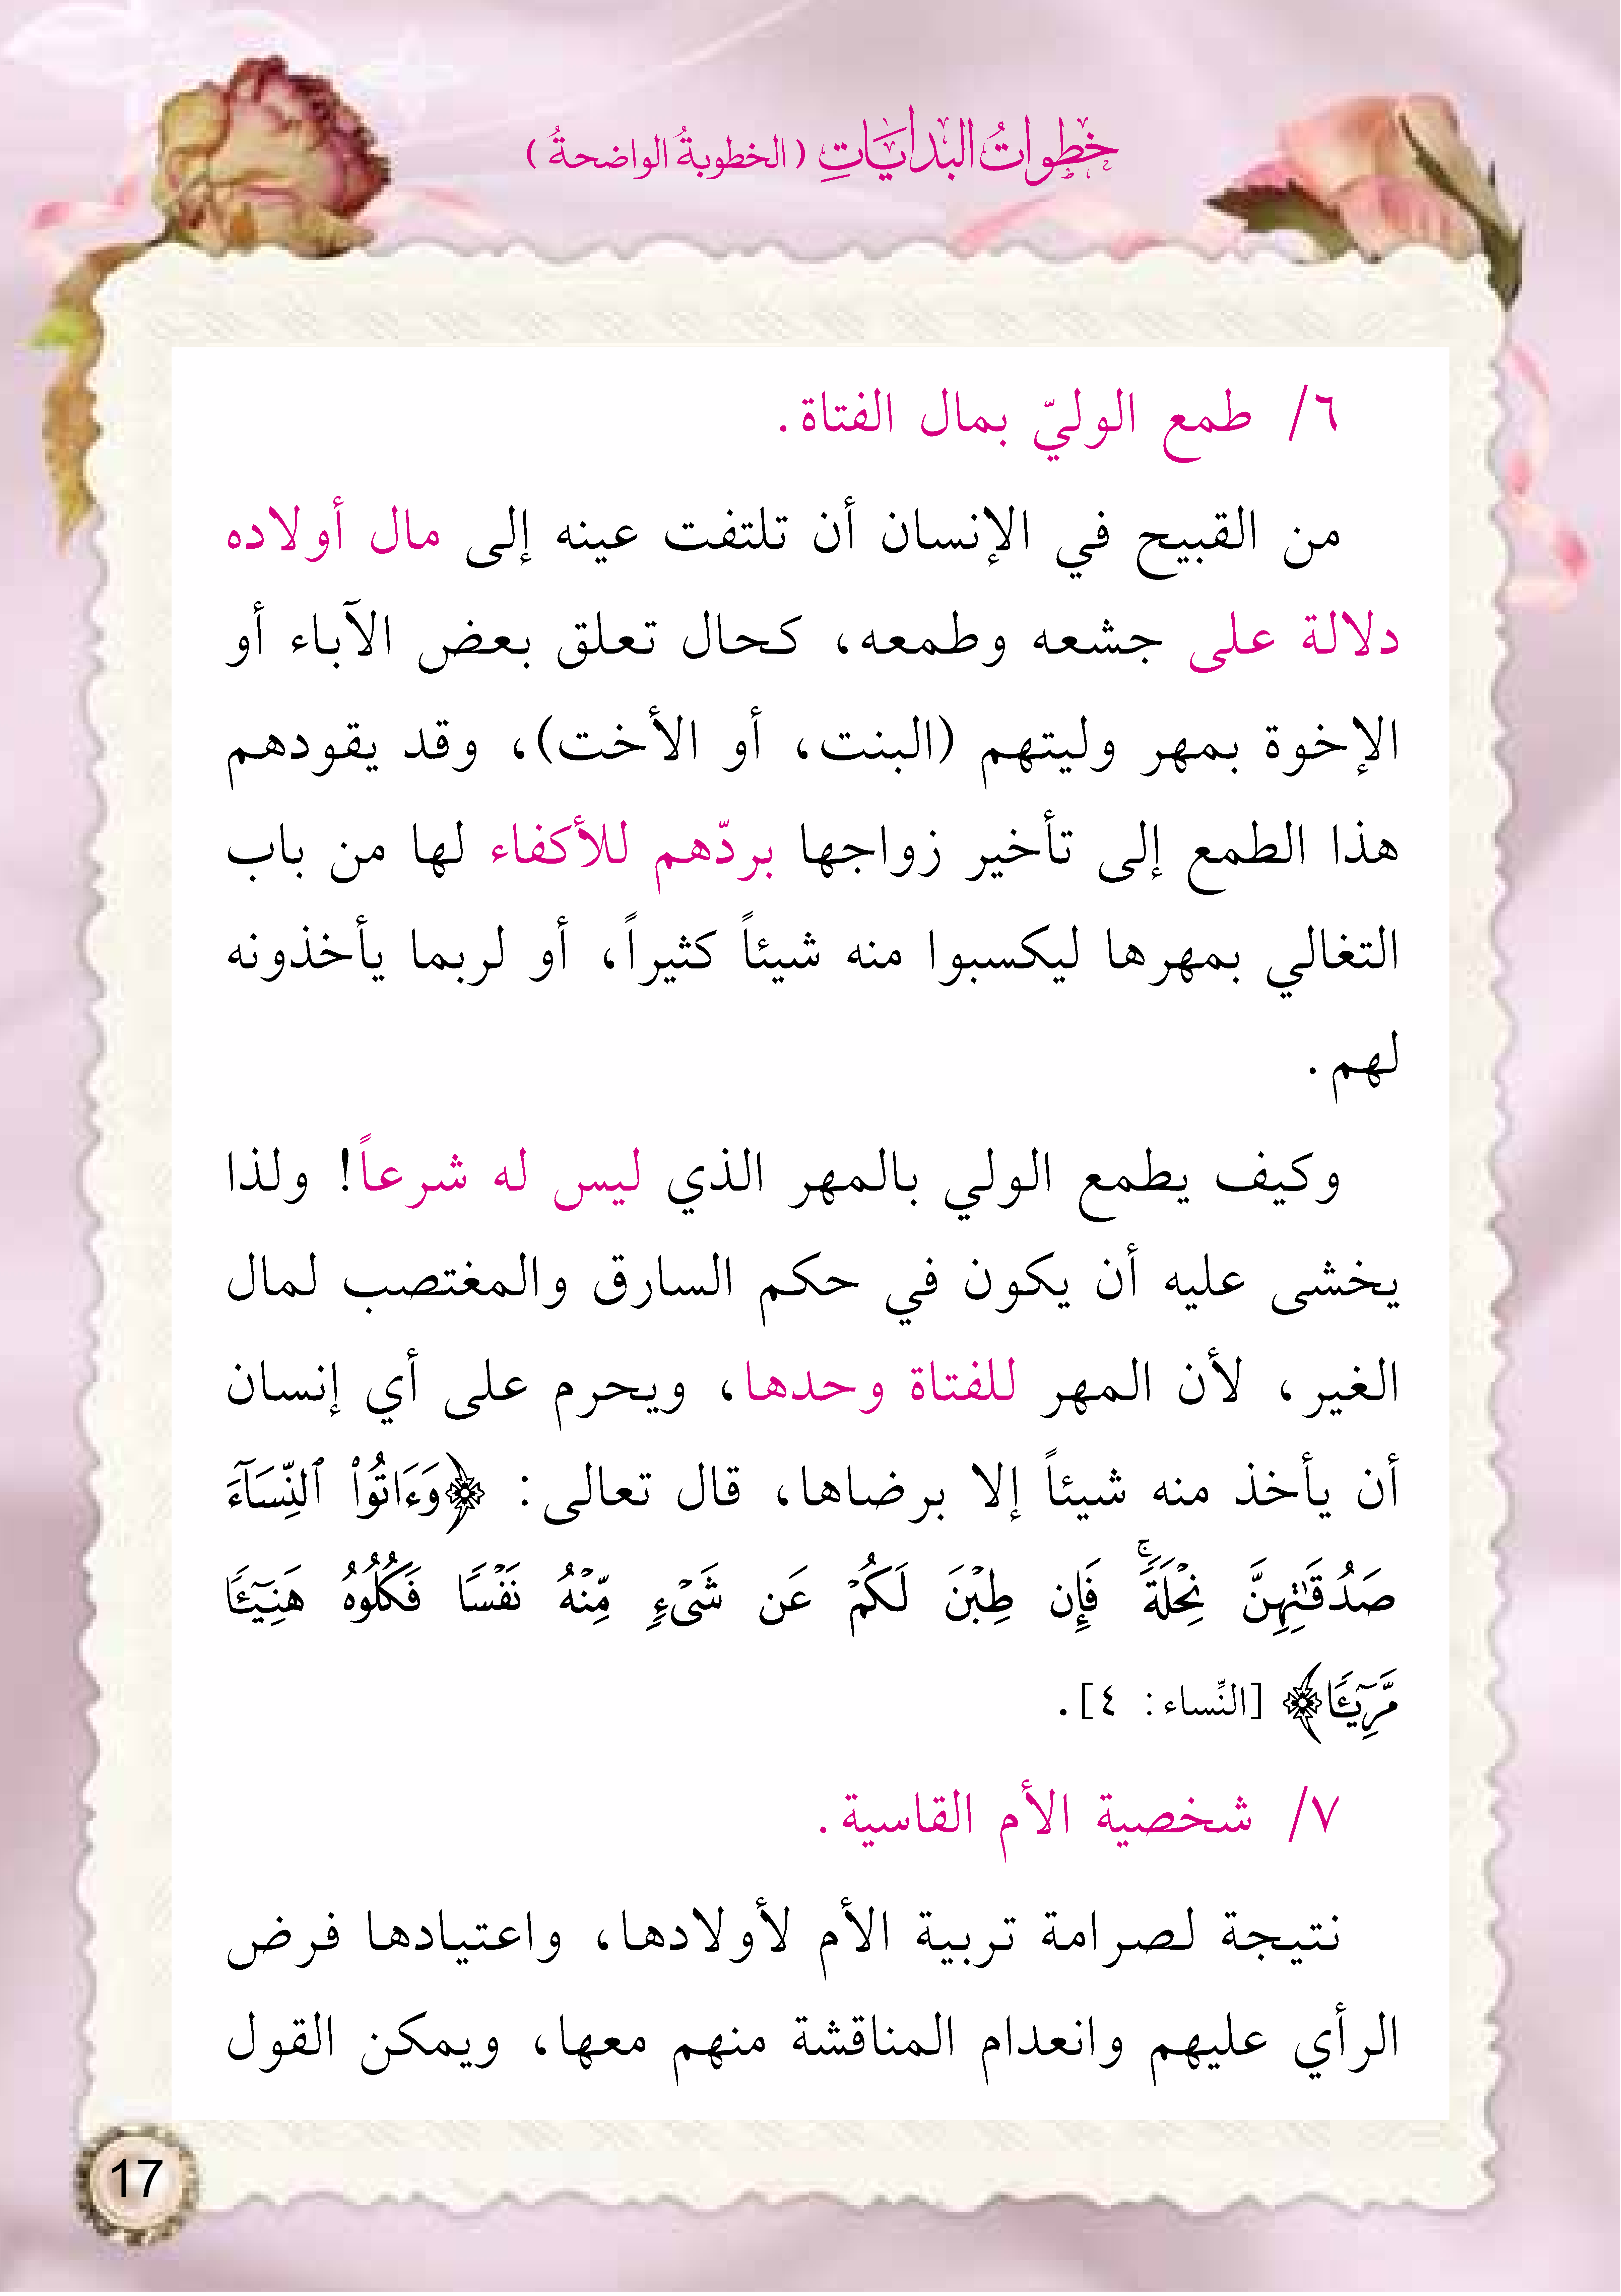 خطواتُ البدايَاتِ (الخطوبةُ الواضحةُ)
٦/ طمع الوليّ بمال الفتاة.
من القبيح في الإنسان أن تلتفت عينه إلى مال أولاده
دلالة على جشعه وطمعه، كحال تعلق بعض الآباء أو
الإخوة بمهر وليتهم (البنت، أو الأخت)، وقد يقودهم
هذا الطمع إلى تأخير زواجها بردّهم للأكفاء لها من باب
التغالي بمهرها ليكسبوا منه شيئاً كثيراً، أو لربما يأخذونه
لهم.
وكيف يطمع الولي بالمهر الذي ليس له شرعاً! ولذا
يخشى عليه أن يكون في حكم السارق والمغتصب لمال
الغير، لأن المهر للفتاة وحدها، ويحرم على أي إنسان
أن يأخذ منه شيئاً إلا برضاها، قال تعالى: ﴿وَءَاتُواْ ٱلنِّسَآءَ
صَدُقَٰتِهِنَّ نِحۡلَةٗۚ فَإِن طِبۡنَ لَكُمۡ عَن شَيۡءٖ مِّنۡهُ نَفۡسٗا فَكُلُوهُ هَنِيٓـٔٗا
مَّرِيٓـٔٗا﴾ [النِّساء: ٤].
٧/ شخصية الأم القاسية.
نتيجة لصرامة تربية الأم لأولادها، واعتيادها فرض
الرأي عليهم وانعدام المناقشة منهم معها، ويمكن القول
17